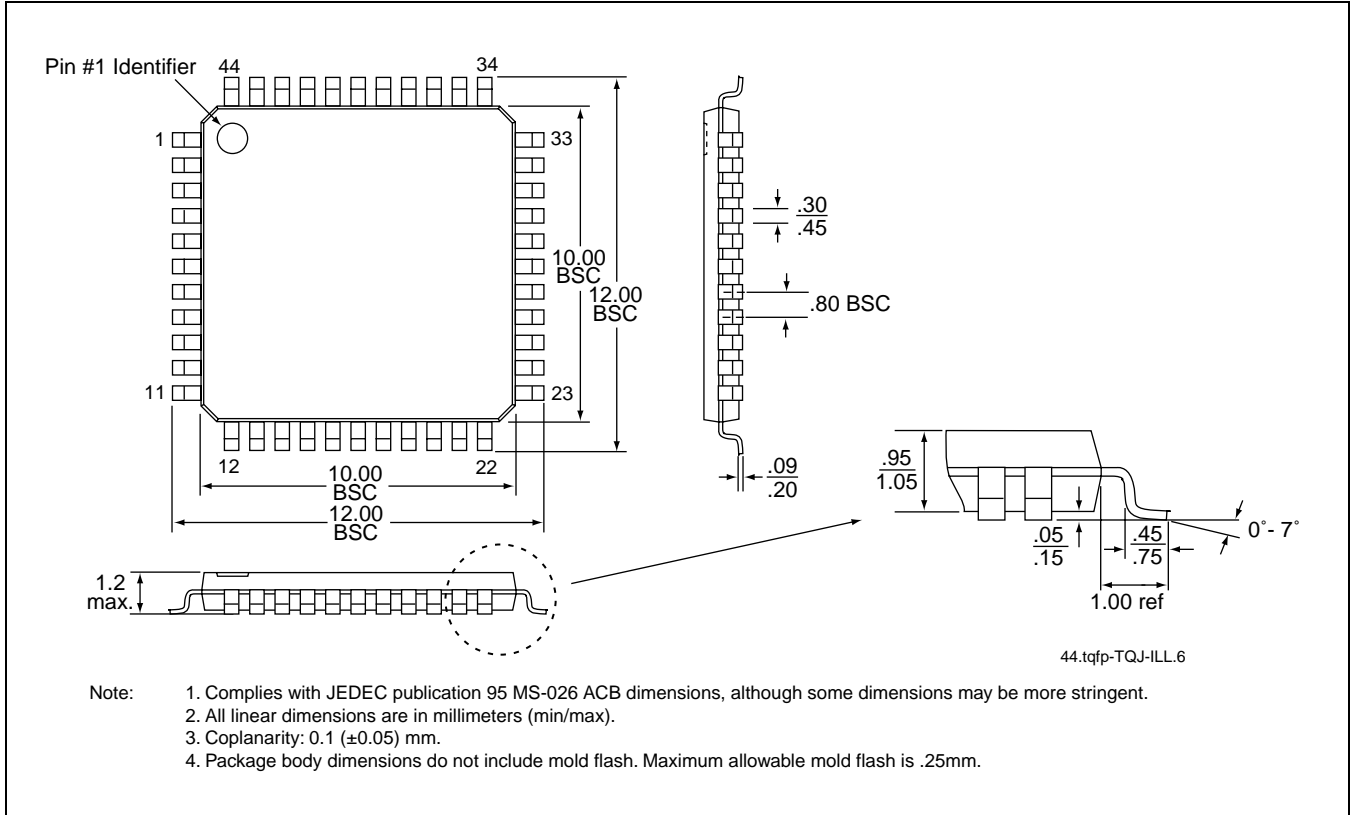 Pin #1 Identifier
44
34
1
33
.30
.45
10.00
BSC
12.00
BSC
.80 BSC
11
23
12
22
10.00
BSC
12.00
BSC
.09
.20
.95
1.05
.05
.15
.45
.75
0˚- 7˚
1.00 ref
1.2
max.
44.tqfp-TQJ-ILL.6
Note:
1. Complies with JEDEC publication 95 MS-026 ACB dimensions, although some dimensions may be more stringent.
2. All linear dimensions are in millimeters (min/max).
3. Coplanarity: 0.1 (±0.05) mm.
4. Package body dimensions do not include mold flash. Maximum allowable mold flash is .25mm.